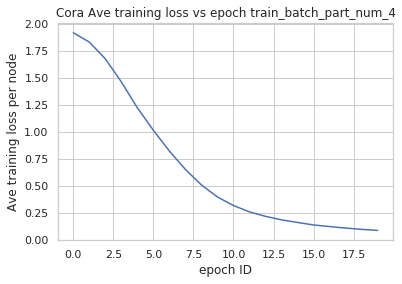 Cora Ave training loss vs epoch train_batch_part_num_4
Ave training loss per node
2.00
1.75
1.50
1.25
1.00
0.75
0.50
0.25
0.00
0.0 2.5 5.0 7.5 10.0 12.5 15.0 17.5
epoch ID